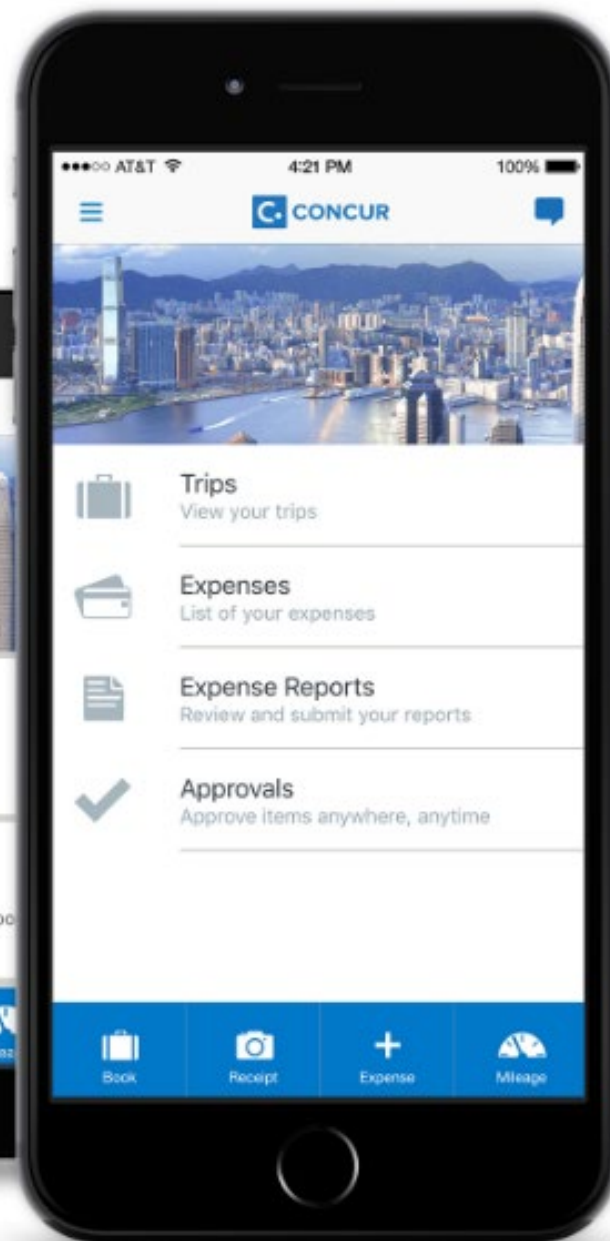 AT&T 4:21 PM 100%
C. CONCUR
Trips
View your trips
Expenses
List of your expenses
Expense Reports
Review and submit your reports
Approvals
Approve items anywhere, anytime
Book Receipt Expense Mileage